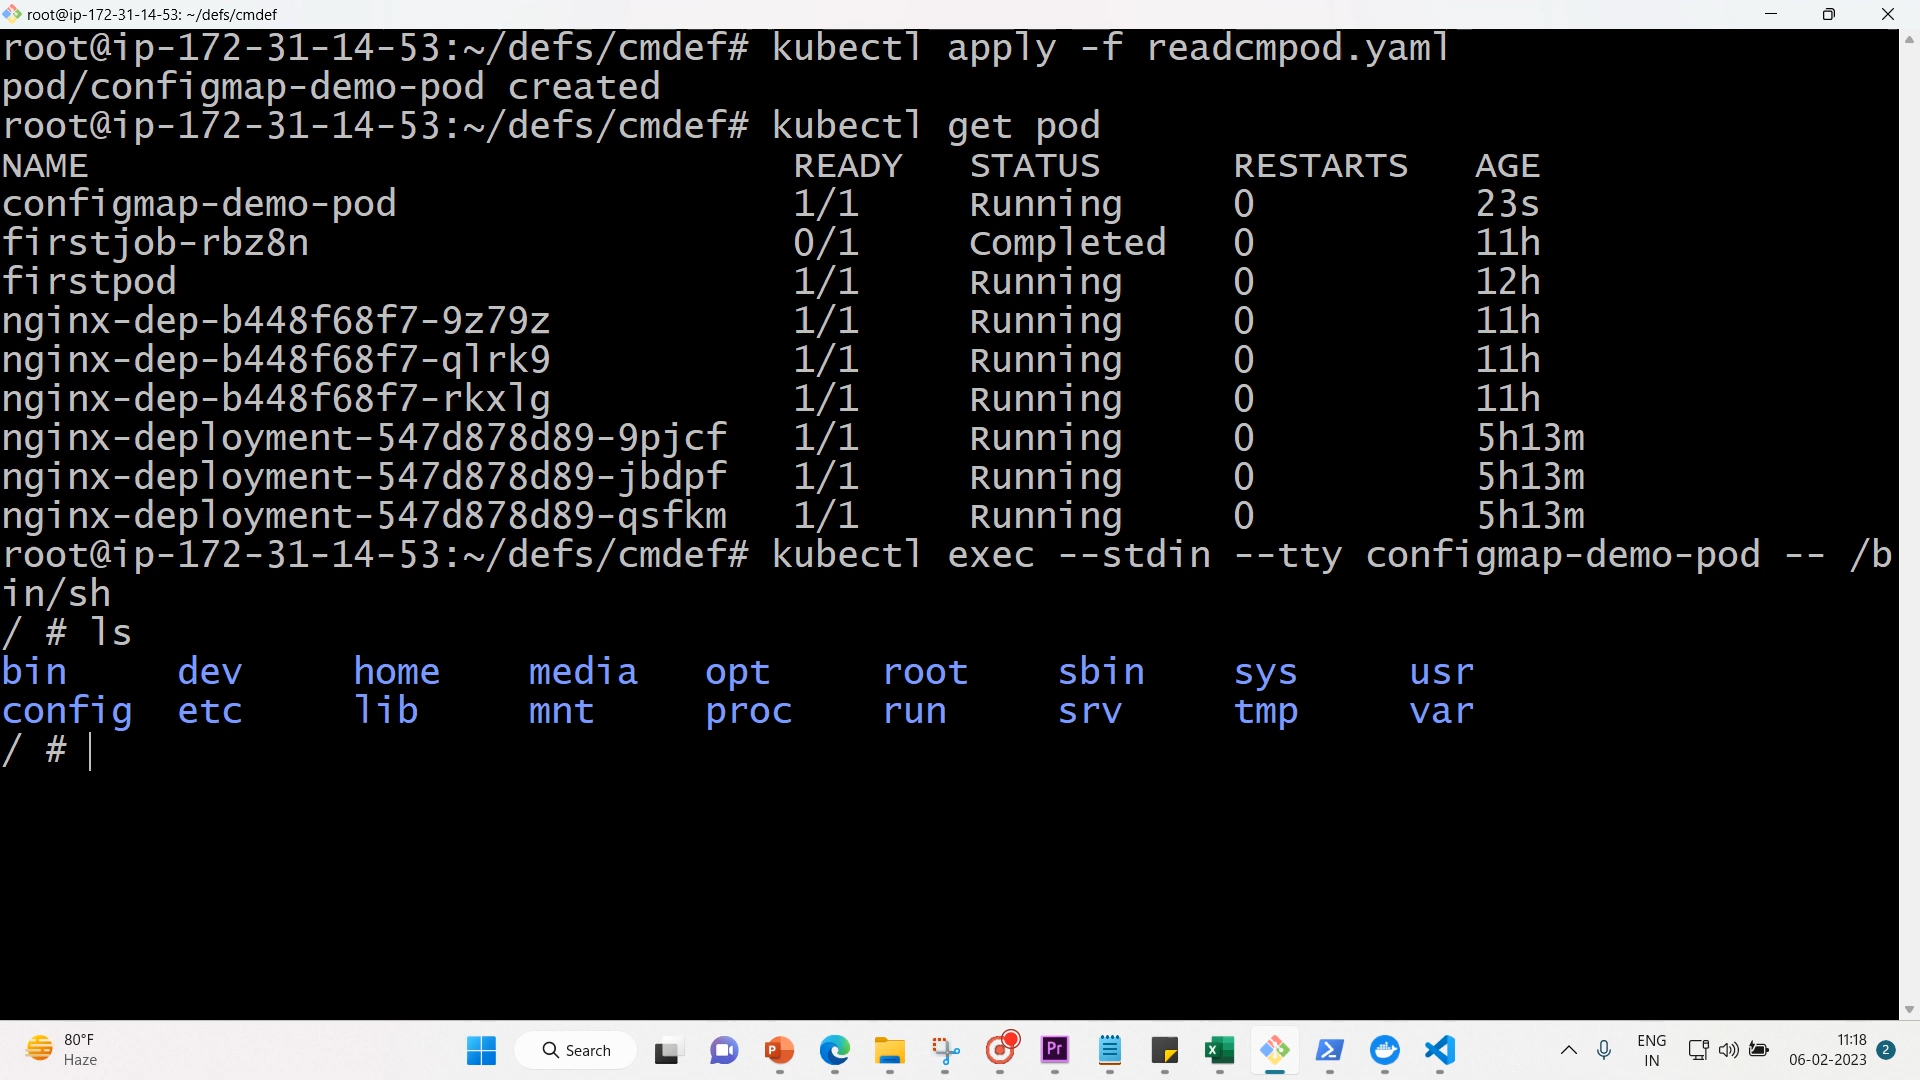 root@ip-172-31-14-53: ~/defs/cmdef
root@ip-172-31-14-53:~/defs/cmdef# kubectl apply -f readcmpod.yaml
pod/configmap-demo-pod created
root@ip-172-31-14-53:~/defs/cmdef# kubectl get pod
NAME READY STATUS RESTARTS AGE
configmap-demo-pod 1/1 Running 0 23s
firstjob-rbz8n 0/1 Completed 0 11h
firstpod 1/1 Running 0 12h
nginx-dep-b448f68f7-9z79z 1/1 Running 0 11h
nginx-dep-b448f68f7-qlrk9 1/1 Running 0 11h
nginx-dep-b448f68f7-rkxlg 1/1 Running 0 11h
nginx-deployment-547d878d89-9pjcf 1/1 Running 0 5h13m
nginx-deployment-547d878d89-jbdpf 1/1 Running 0 5h13m
nginx-deployment-547d878d89-qsfkm 1/1 Running 0 5h13m
root@ip-172-31-14-53:~/defs/cmdef# kubectl exec --stdin --tty configmap-demo-pod -- /b
in/sh
/ # ls
bin dev home media opt root sbin sys usr
config etc lib mnt proc run srv tmp var
/ #
80°F
Haze
Search
Pr
ENG
IN
11:18
06-02-2023
2